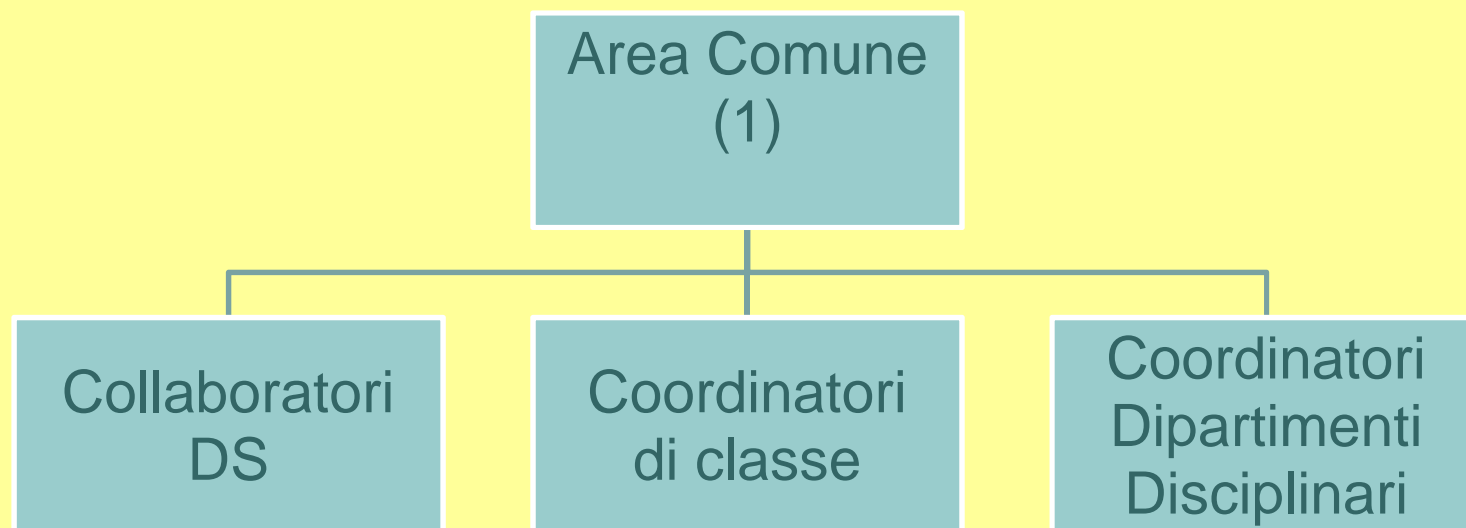 Area Comune
(1)
Collaboratori
DS
Coordinatori
di classe
Coordinatori
Dipartimenti
Disciplinari